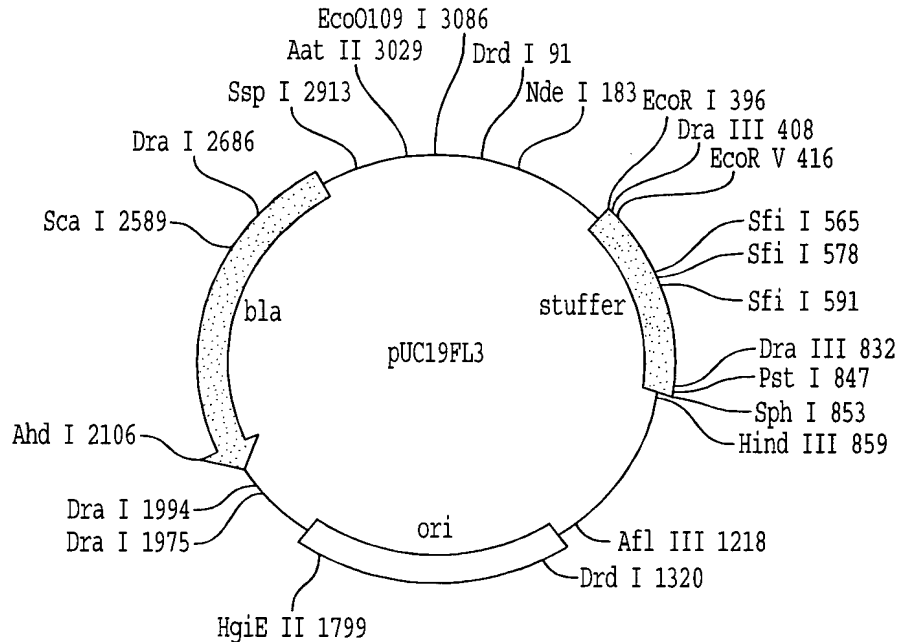 EcoO109 I 3086
Aat II 3029
Drd I 91
Ssp I 2913
Nde I 183
EcoR I 396
Dra III 408
EcoR V 416
Dra I 2686
Sca I 2589
Sfi I 565
Sfi I 578
Sfi I 591
bla
stuffer
pUC19FL3
Dra III 832
Pst I 847
Sph I 853
Hind III 859
Ahd I 2106
Dra I 1994
Dra I 1975
ori
Afl III 1218
Drd I 1320
HgiE II 1799